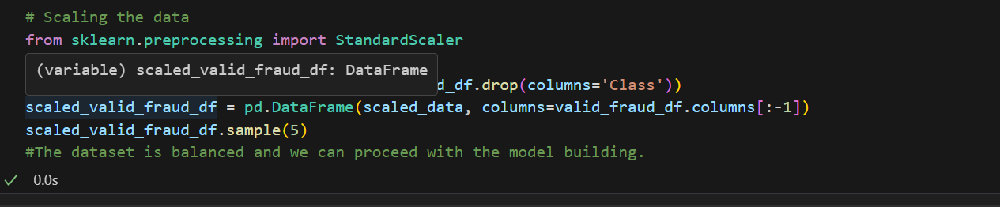 # Scaling the data
from sklearn.preprocessing import StandardScaler
(variable) scaled_valid_fraud_df: DataFrame
d_df.drop(columns='Class'))
scaled_valid_fraud_df = pd.DataFrame(scaled_data, columns=valid_fraud_df.columns[:-1])
scaled_valid_fraud_df.sample(5)
#The dataset is balanced and we can proceed with the model building.
0.0s